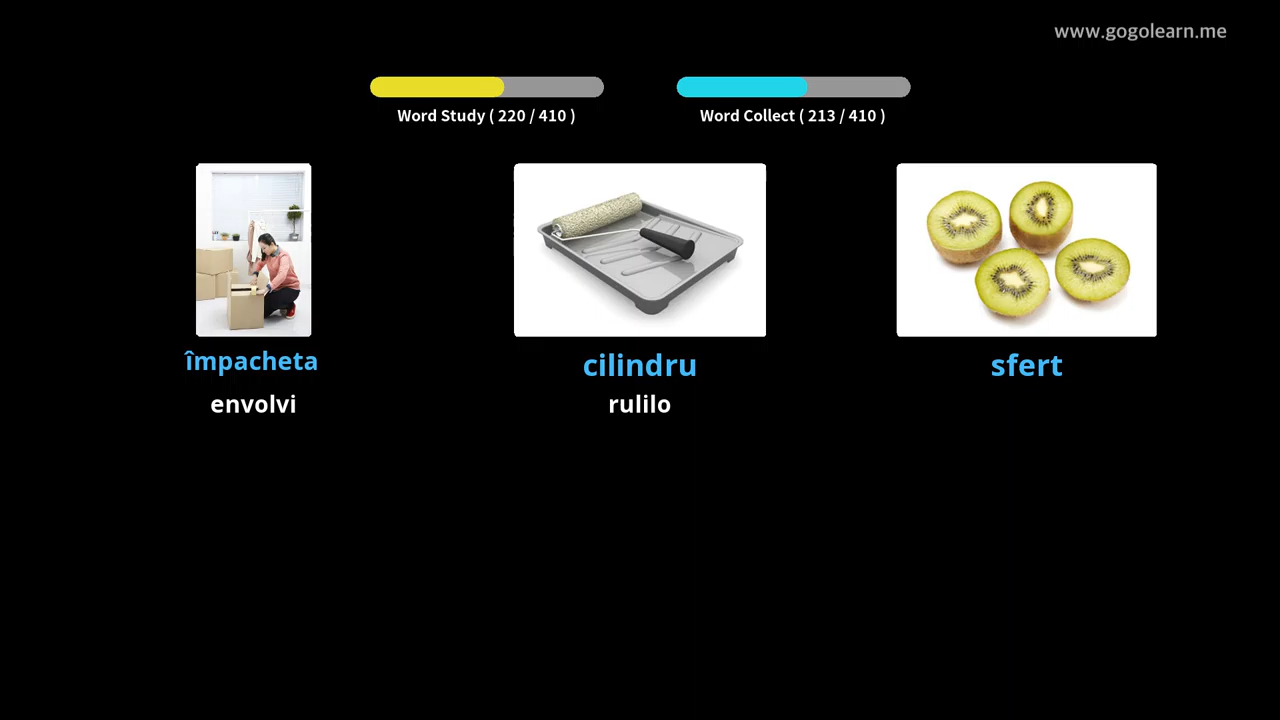 www.gogolearn.me
Word Study ( 220 / 410 )
Word Collect ( 213 / 410 )
împacheta
cilindru
sfert
envolvi
rulilo